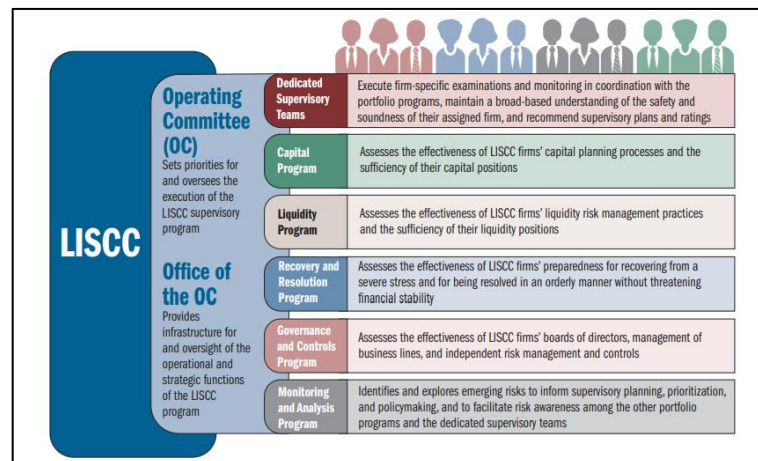 LISCC
Operating
Committee
(OC)
Sets priorities for
and oversees the
execution of the
LISCC supervisory
program
Office of
the OC
Provides
infrastructure for
and oversight of the
operational and
strategic functions
of the LISCC
program
Dedicated
Supervisory
Teams
Execute firm-specific examinations and monitoring in coordination with the
portfolio programs, maintain a broad-based understanding of the safety and
soundness of their assigned firm, and recommend supervisory plans and ratings
Capital
Program
Assesses the effectiveness of LISCC firms' capital planning processes and the
sufficiency of their capital positions
Liquidity
Program
Assesses the effectiveness of LISCC firms' liquidity risk management practices
and the sufficiency of their liquidity positions
Recovery and
Resolution
Program
Assesses the effectiveness of LISCC firms' preparedness for recovering from a
severe stress and for being resolved in an orderly manner without threatening
financial stability
Governance
and Controls
Program
Assesses the effectiveness of LISCC firms' boards of directors, management of
business lines, and independent risk management and controls
Monitoring
and Analysis
Program
Identifies and explores emerging risks to inform supervisory planning, prioritization,
and policymaking, and to facilitate risk awareness among the other portfolio
programs and the dedicated supervisory teams